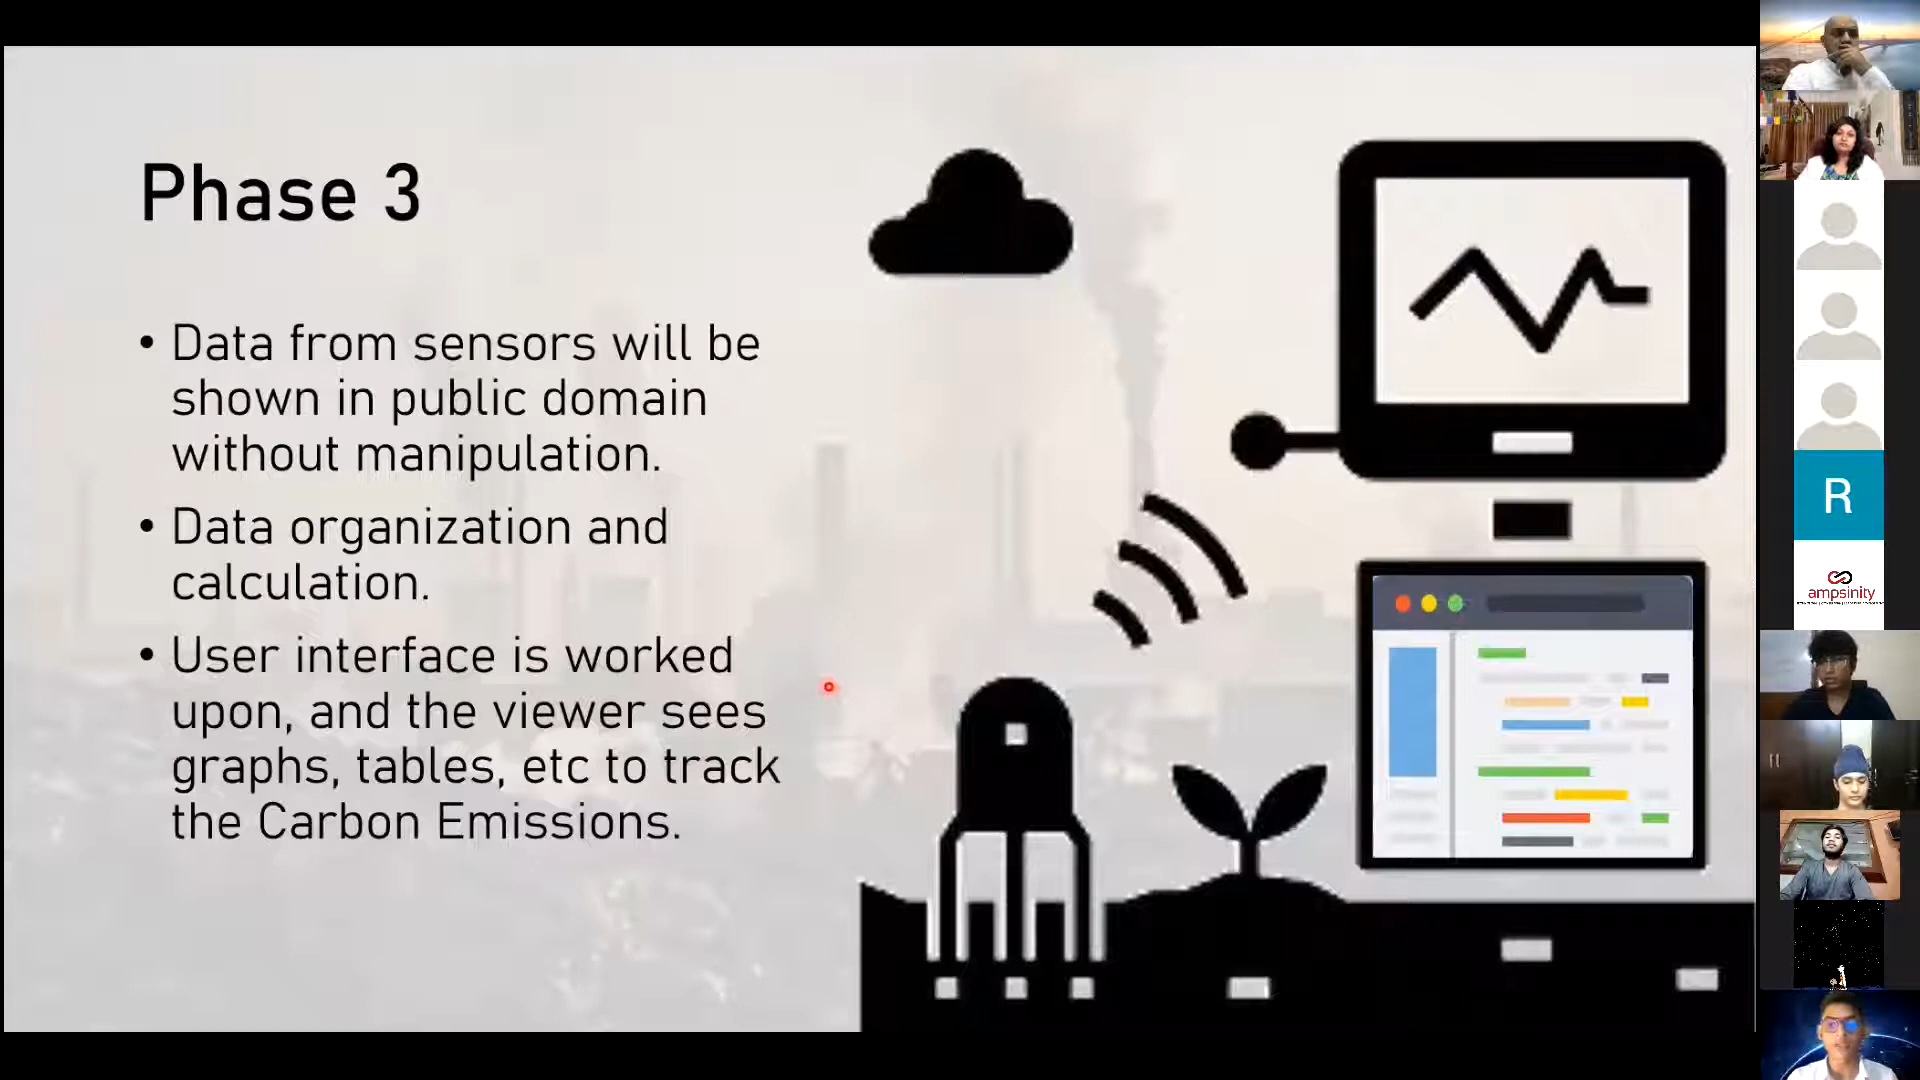 Phase 3
• Data from sensors will be
shown in public domain
without manipulation.
• Data organization and
calculation.
• User interface is worked
upon, and the viewer sees
graphs, tables, etc to track
the Carbon Emissions.
R
ampsinity